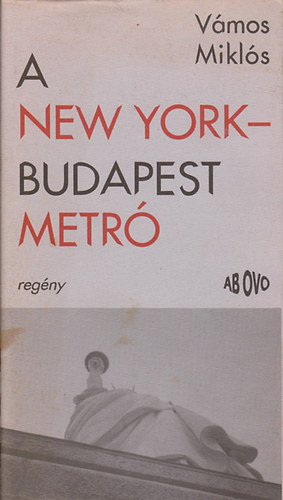 Vámos
Miklós
A
NEW YORK–
BUDAPEST
METRÓ
regény
AB OVO